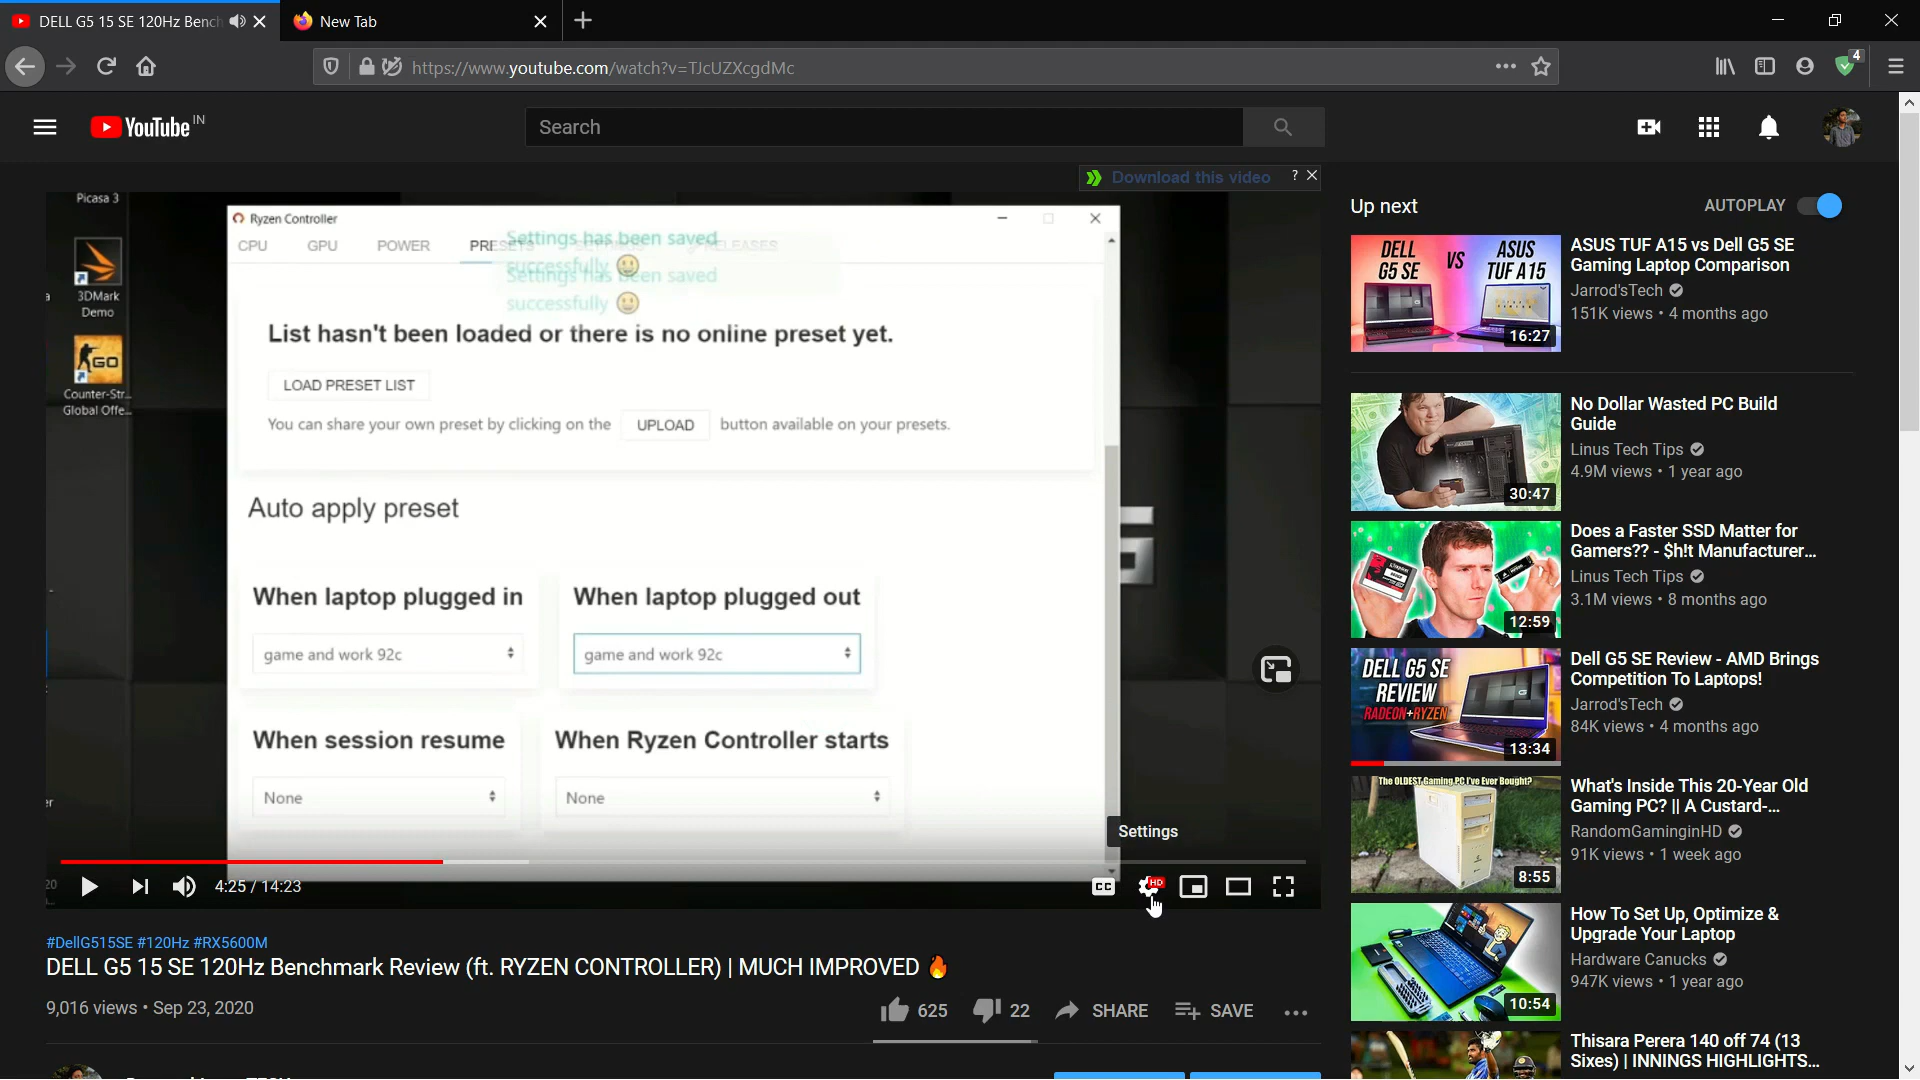 DELL G5 15 SE 120Hz Bench
New Tab
https://www.youtube.com/watch?v=TJcUZXcgdMc
4
YouTube IN
Search
Download this video ?
Picasa 3
3DMark
Demo
Counter-Str...
Global Offe...
Ryzen Controller
CPU GPU POWER PRESETS SETTINGS RELEASES
Settings has been saved
successfully
Settings has been saved
successfully
List hasn't been loaded or there is no online preset yet.
LOAD PRESET LIST
You can share your own preset by clicking on the UPLOAD button available on your presets.
Auto apply preset
When laptop plugged in
game and work 92c
When laptop plugged out
game and work 92c
When session resume
None
When Ryzen Controller starts
None
Settings
4:25 / 14:23
CC
HD
#DellG515SE #120Hz #RX5600M
DELL G5 15 SE 120Hz Benchmark Review (ft. RYZEN CONTROLLER) | MUCH IMPROVED
9,016 views • Sep 23, 2020
625 22 SHARE SAVE
Up next
AUTOPLAY
DELL
G5 SE
VS
ASUS
TUF A15
16:27
ASUS TUF A15 vs Dell G5 SE
Gaming Laptop Comparison
Jarrod'sTech
151K views • 4 months ago
30:47
No Dollar Wasted PC Build
Guide
Linus Tech Tips
4.9M views • 1 year ago
12:59
Does a Faster SSD Matter for
Gamers?? - $h!t Manufacturer...
Linus Tech Tips
3.1M views • 8 months ago
DELL G5 SE
REVIEW
RADEON+RYZEN
13:34
Dell G5 SE Review - AMD Brings
Competition To Laptops!
Jarrod'sTech
84K views • 4 months ago
The OLDEST Gaming PC I've Ever Bought?
8:55
What's Inside This 20-Year Old
Gaming PC? || A Custard-...
RandomGaminginHD
91K views • 1 week ago
10:54
How To Set Up, Optimize &
Upgrade Your Laptop
Hardware Canucks
947K views • 1 year ago
Thisara Perera 140 off 74 (13
Sixes) | INNINGS HIGHLIGHTS...